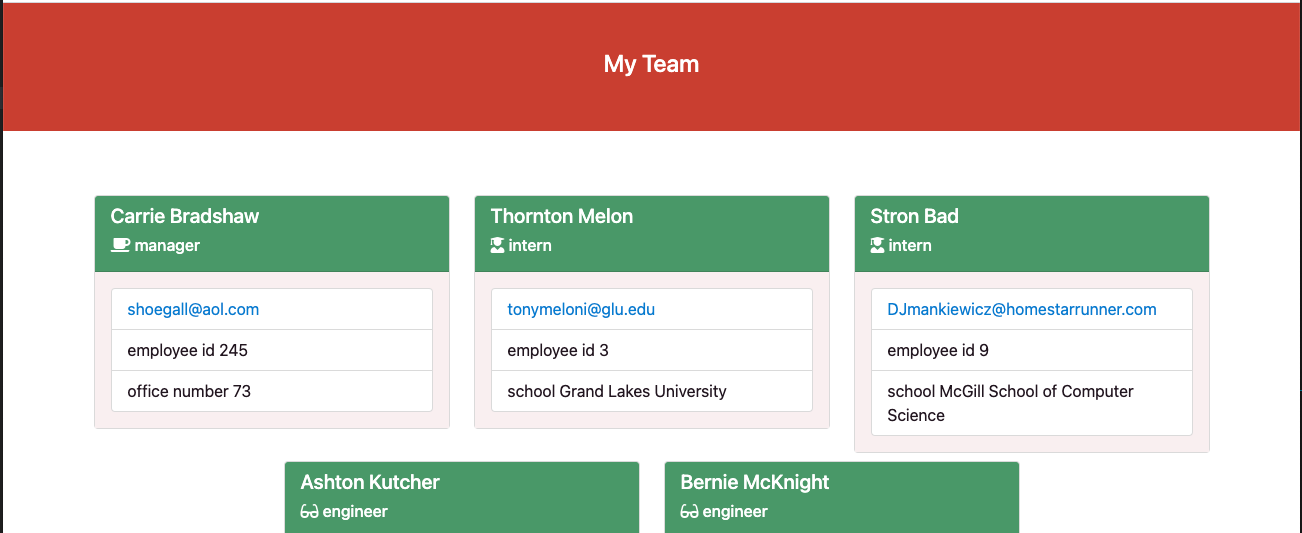 My Team
Carrie Bradshaw
manager
shoegall@aol.com
employee id 245
office number 73
Thornton Melon
intern
tonymeloni@glu.edu
employee id 3
school Grand Lakes University
Stron Bad
intern
DJmankiewicz@homestarrunner.com
employee id 9
school McGill School of Computer
Science
Ashton Kutcher
engineer
Bernie McKnight
engineer